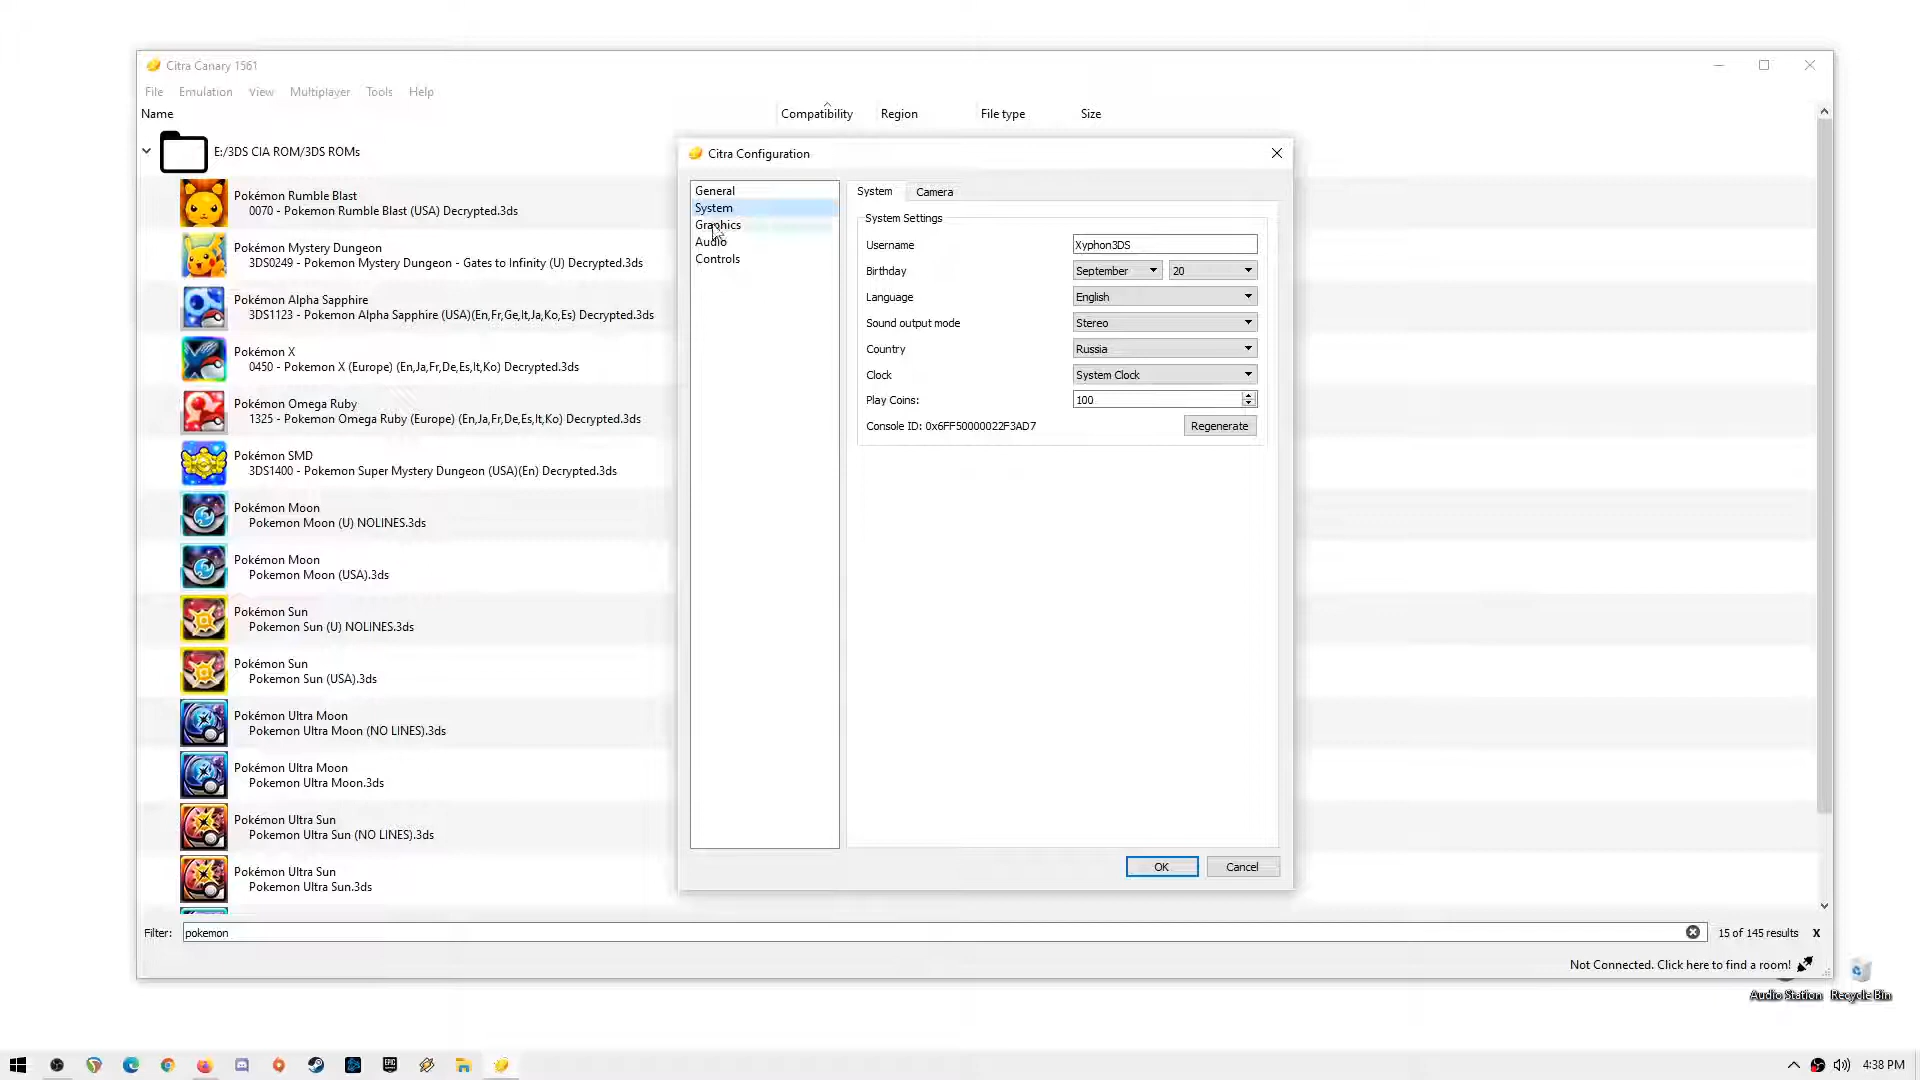 Citra Canary 1561
File Emulation View Multiplayer Tools Help
Name Compatibility Region File type Size
E:/3DS CIA ROM/3DS ROMs
Pokémon Rumble Blast
0070 - Pokemon Rumble Blast (USA) Decrypted.3ds
Pokémon Mystery Dungeon
3DS0249 - Pokemon Mystery Dungeon - Gates to Infinity (U) Decrypted.3ds
Pokémon Alpha Sapphire
3DS1123 - Pokemon Alpha Sapphire (USA)(En,Fr,Ge,It,Ja,Ko,Es) Decrypted.3ds
Pokémon X
0450 - Pokemon X (Europe) (En,Ja,Fr,De,Es,It,Ko) Decrypted.3ds
Pokémon Omega Ruby
1325 - Pokemon Omega Ruby (Europe) (En,Ja,Fr,De,Es,It,Ko) Decrypted.3ds
Pokémon SMD
3DS1400 - Pokemon Super Mystery Dungeon (USA)(En) Decrypted.3ds
Pokémon Moon
Pokemon Moon (U) NOLINES.3ds
Pokémon Moon
Pokemon Moon (USA).3ds
Pokémon Sun
Pokemon Sun (U) NOLINES.3ds
Pokémon Sun
Pokemon Sun (USA).3ds
Pokémon Ultra Moon
Pokemon Ultra Moon (NO LINES).3ds
Pokémon Ultra Moon
Pokemon Ultra Moon.3ds
Pokémon Ultra Sun
Pokemon Ultra Sun (NO LINES).3ds
Pokémon Ultra Sun
Pokemon Ultra Sun.3ds
Citra Configuration
General
System
Graphics
Audio
Controls
System Camera
System Settings
Username Xyphon3DS
Birthday September 20
Language English
Sound output mode Stereo
Country Russia
Clock System Clock
Play Coins: 100
Console ID: 0x6FF50000022F3AD7 Regenerate
OK Cancel
Filter: pokemon 15 of 145 results X
Not Connected. Click here to find a room!
Audio Station Recycle Bin
EPIC
4:38 PM